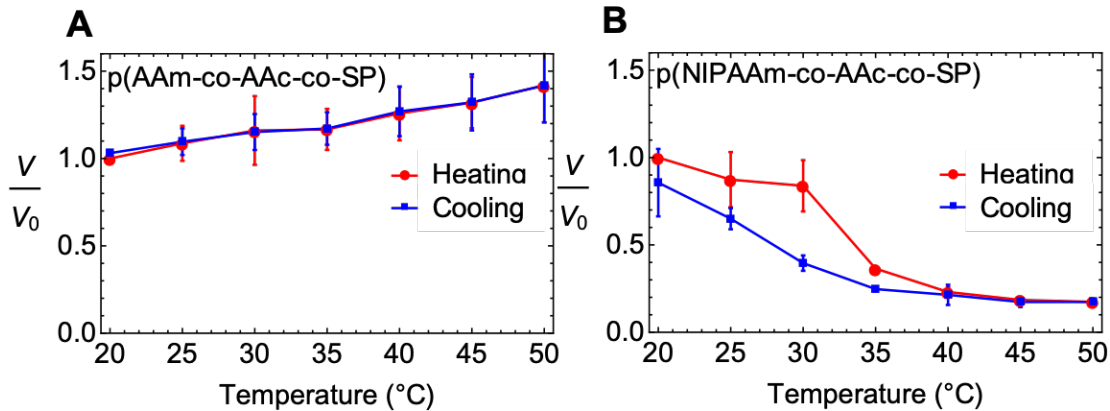 A
p(AAm-co-AAc-co-SP)
1.5
1.0
0.5
0.0
V
V0
Heating
Cooling
20 25 30 35 40 45 50
Temperature (°C)
B
p(NIPAAm-co-AAc-co-SP)
1.5
1.0
0.5
0.0
V
V0
Heating
Cooling
20 25 30 35 40 45 50
Temperature (°C)